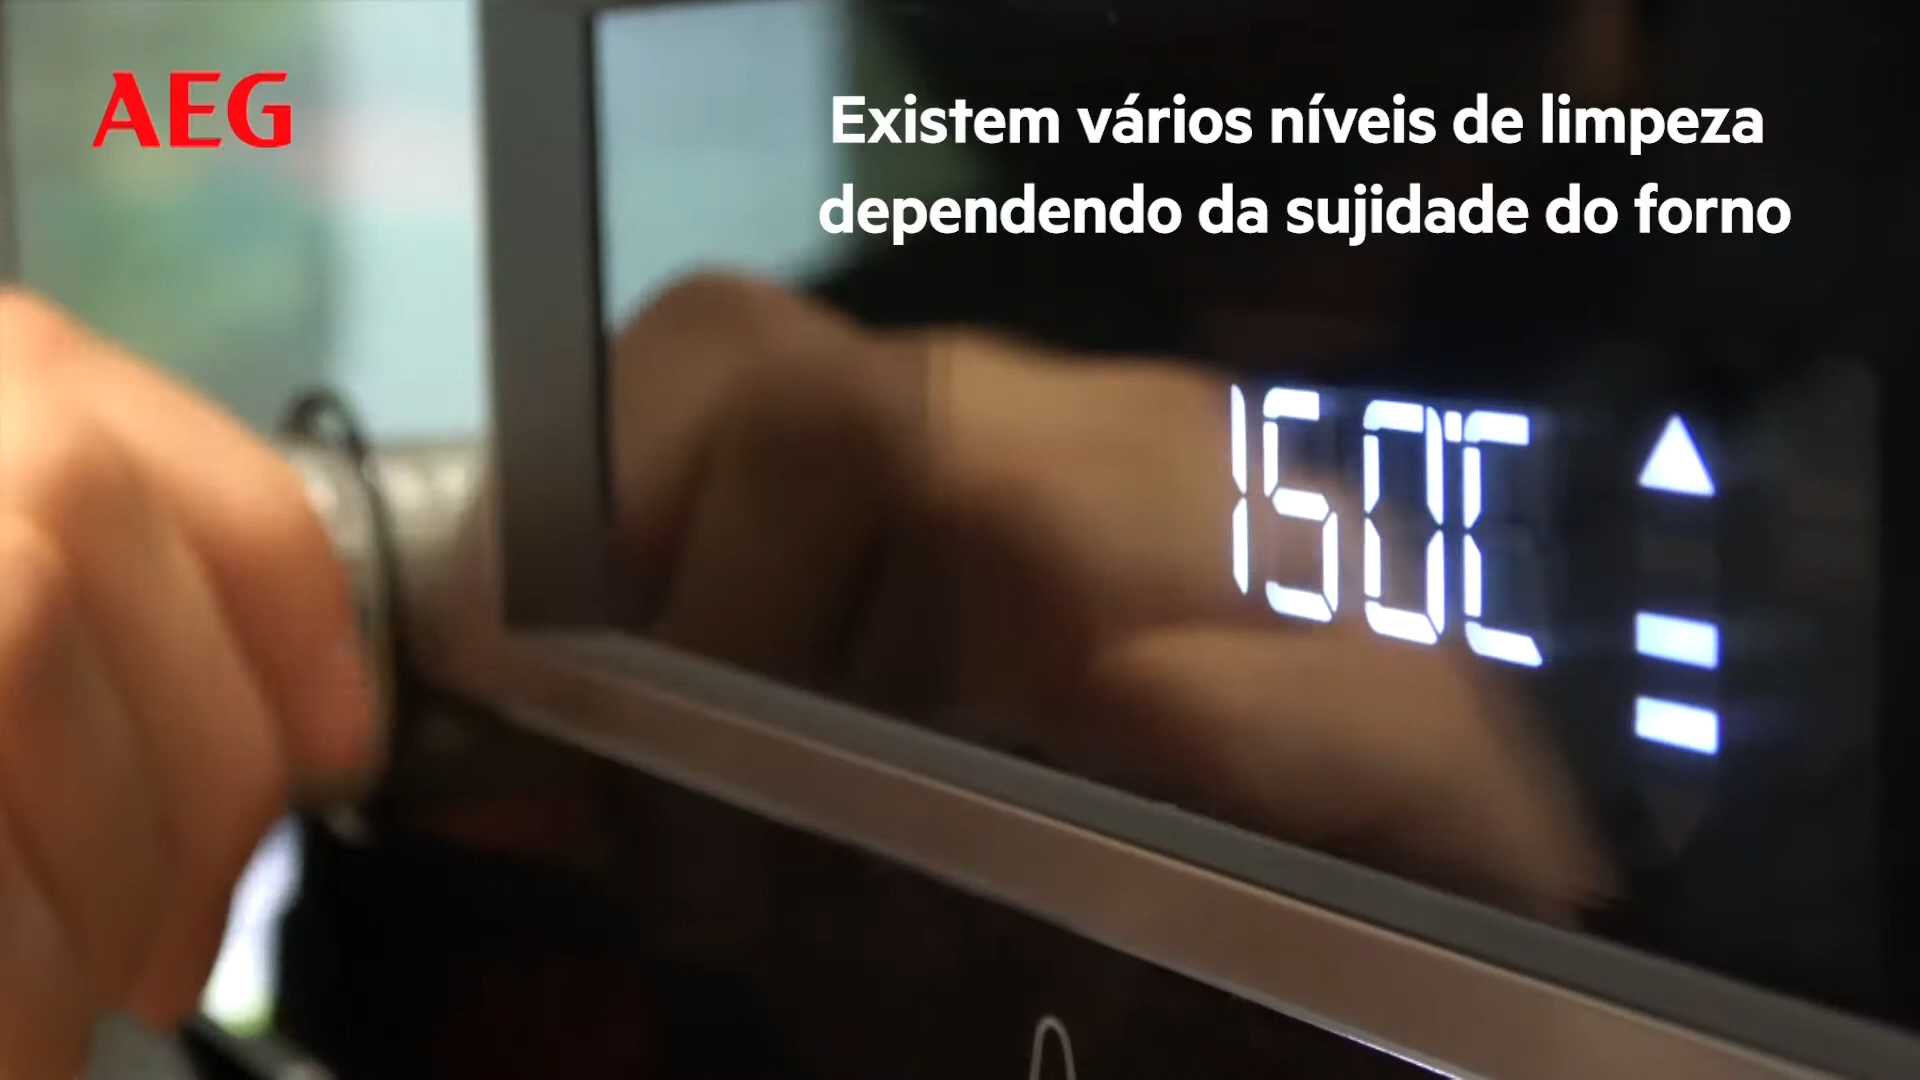 AEG
Existem vários níveis de limpeza
dependendo da sujidade do forno
150°C